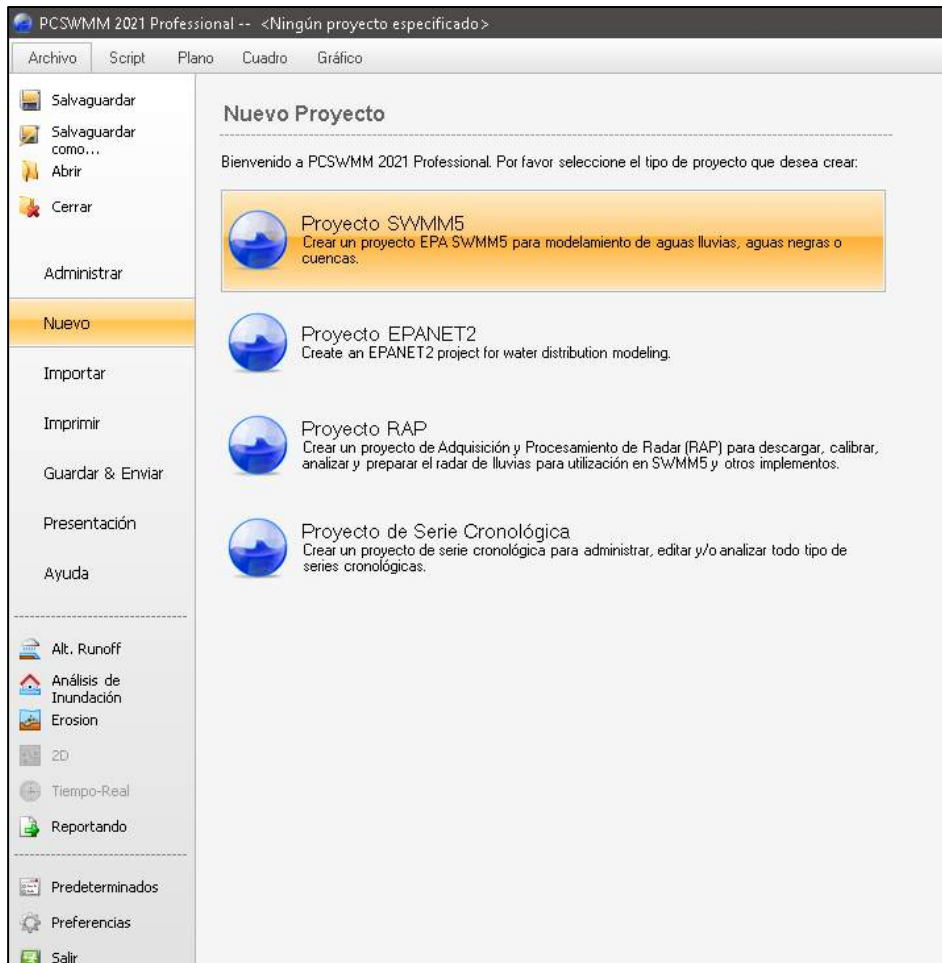 PCSWMM 2021 Professional -- <Ningún proyecto especificado>
Archivo Script Plano Cuadro Gráfico
Salvaguardar
Salvaguardar
como...
Abrir
Cerrar
Administrar
Nuevo
Importar
Imprimir
Guardar & Enviar
Presentación
Ayuda
Alt. Runoff
Análisis de
Inundación
Erosion
2D
Tiempo-Real
Reportando
Predeterminados
Preferencias
Salir
Nuevo Proyecto
Bienvenido a PCSWMM 2021 Professional. Por favor seleccione el tipo de proyecto que desea crear:
Proyecto SWMM5
Crear un proyecto EPA SWMM5 para modelamiento de aguas lluvias, aguas negras o
cuencas.
Proyecto EPANET2
Create an EPANET2 project for water distribution modeling.
Proyecto RAP
Crear un proyecto de Adquisición y Procesamiento de Radar (RAP) para descargar, calibrar,
analizar y preparar el radar de lluvias para utilización en SWMM5 y otros implementos.
Proyecto de Serie Cronológica
Crear un proyecto de serie cronológica para administrar, editar y/o analizar todo tipo de
series cronológicas.